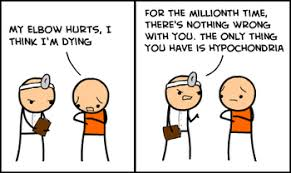 MY ELBOW HURTS, I
THINK I'M DYING
FOR THE MILLIONTH TIME,
THERE'S NOTHING WRONG
WITH YOU. THE ONLY THING
YOU HAVE IS HYPOCHONDRIA